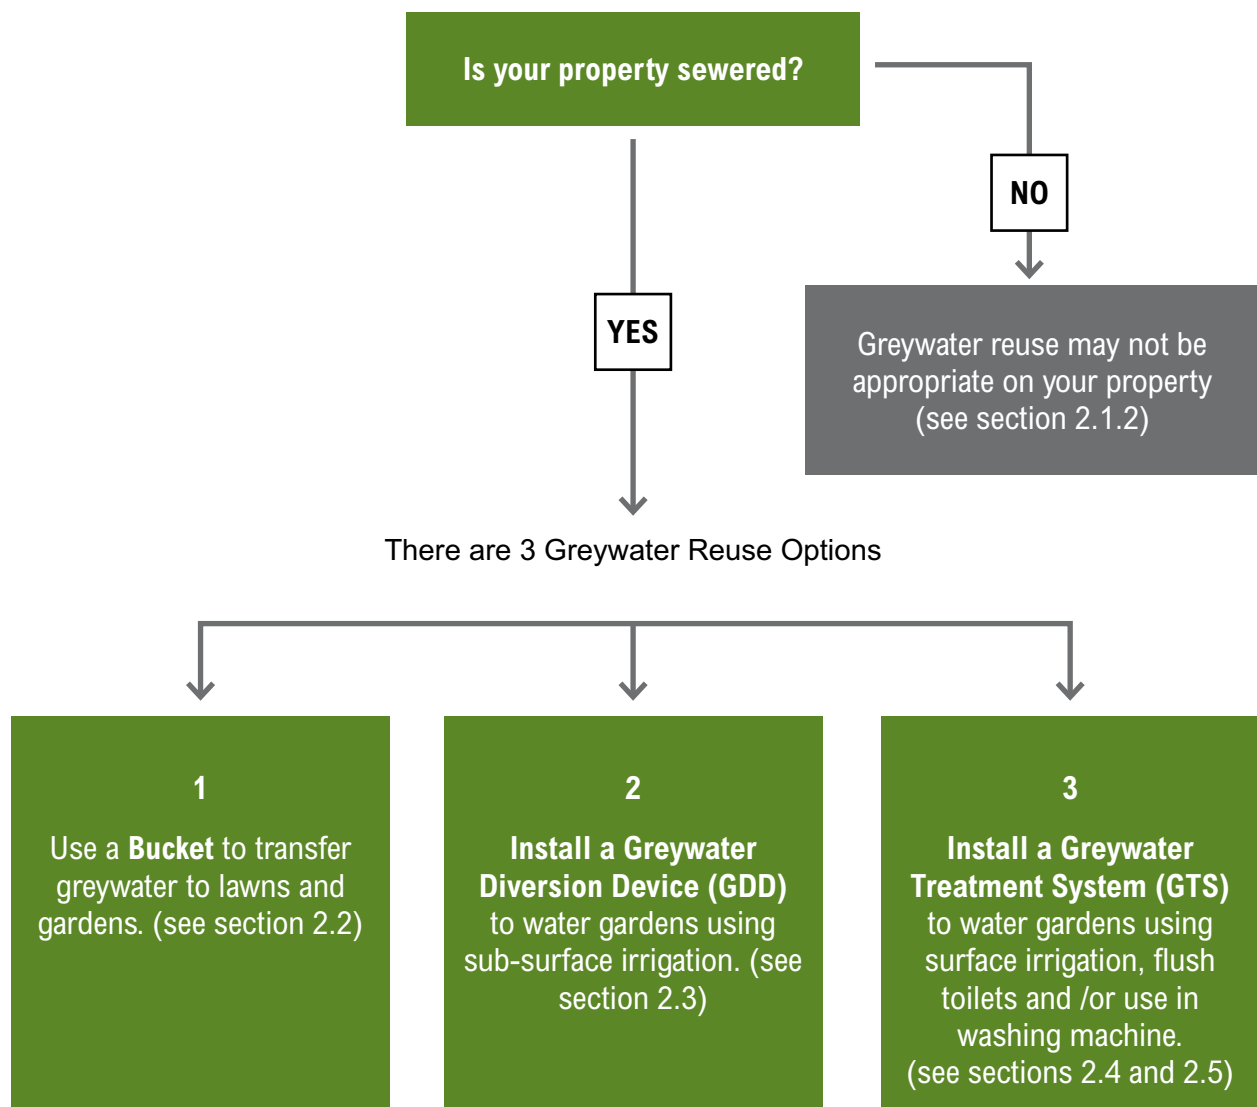 Is your property sewered?
NO
YES
Greywater reuse may not be
appropriate on your property
(see section 2.1.2)
There are 3 Greywater Reuse Options
1
Use a Bucket to transfer
greywater to lawns and
gardens. (see section 2.2)
2
Install a Greywater
Diversion Device (GDD)
to water gardens using
sub-surface irrigation. (see
section 2.3)
3
Install a Greywater
Treatment System (GTS)
to water gardens using
surface irrigation, flush
toilets and /or use in
washing machine.
(see sections 2.4 and 2.5)